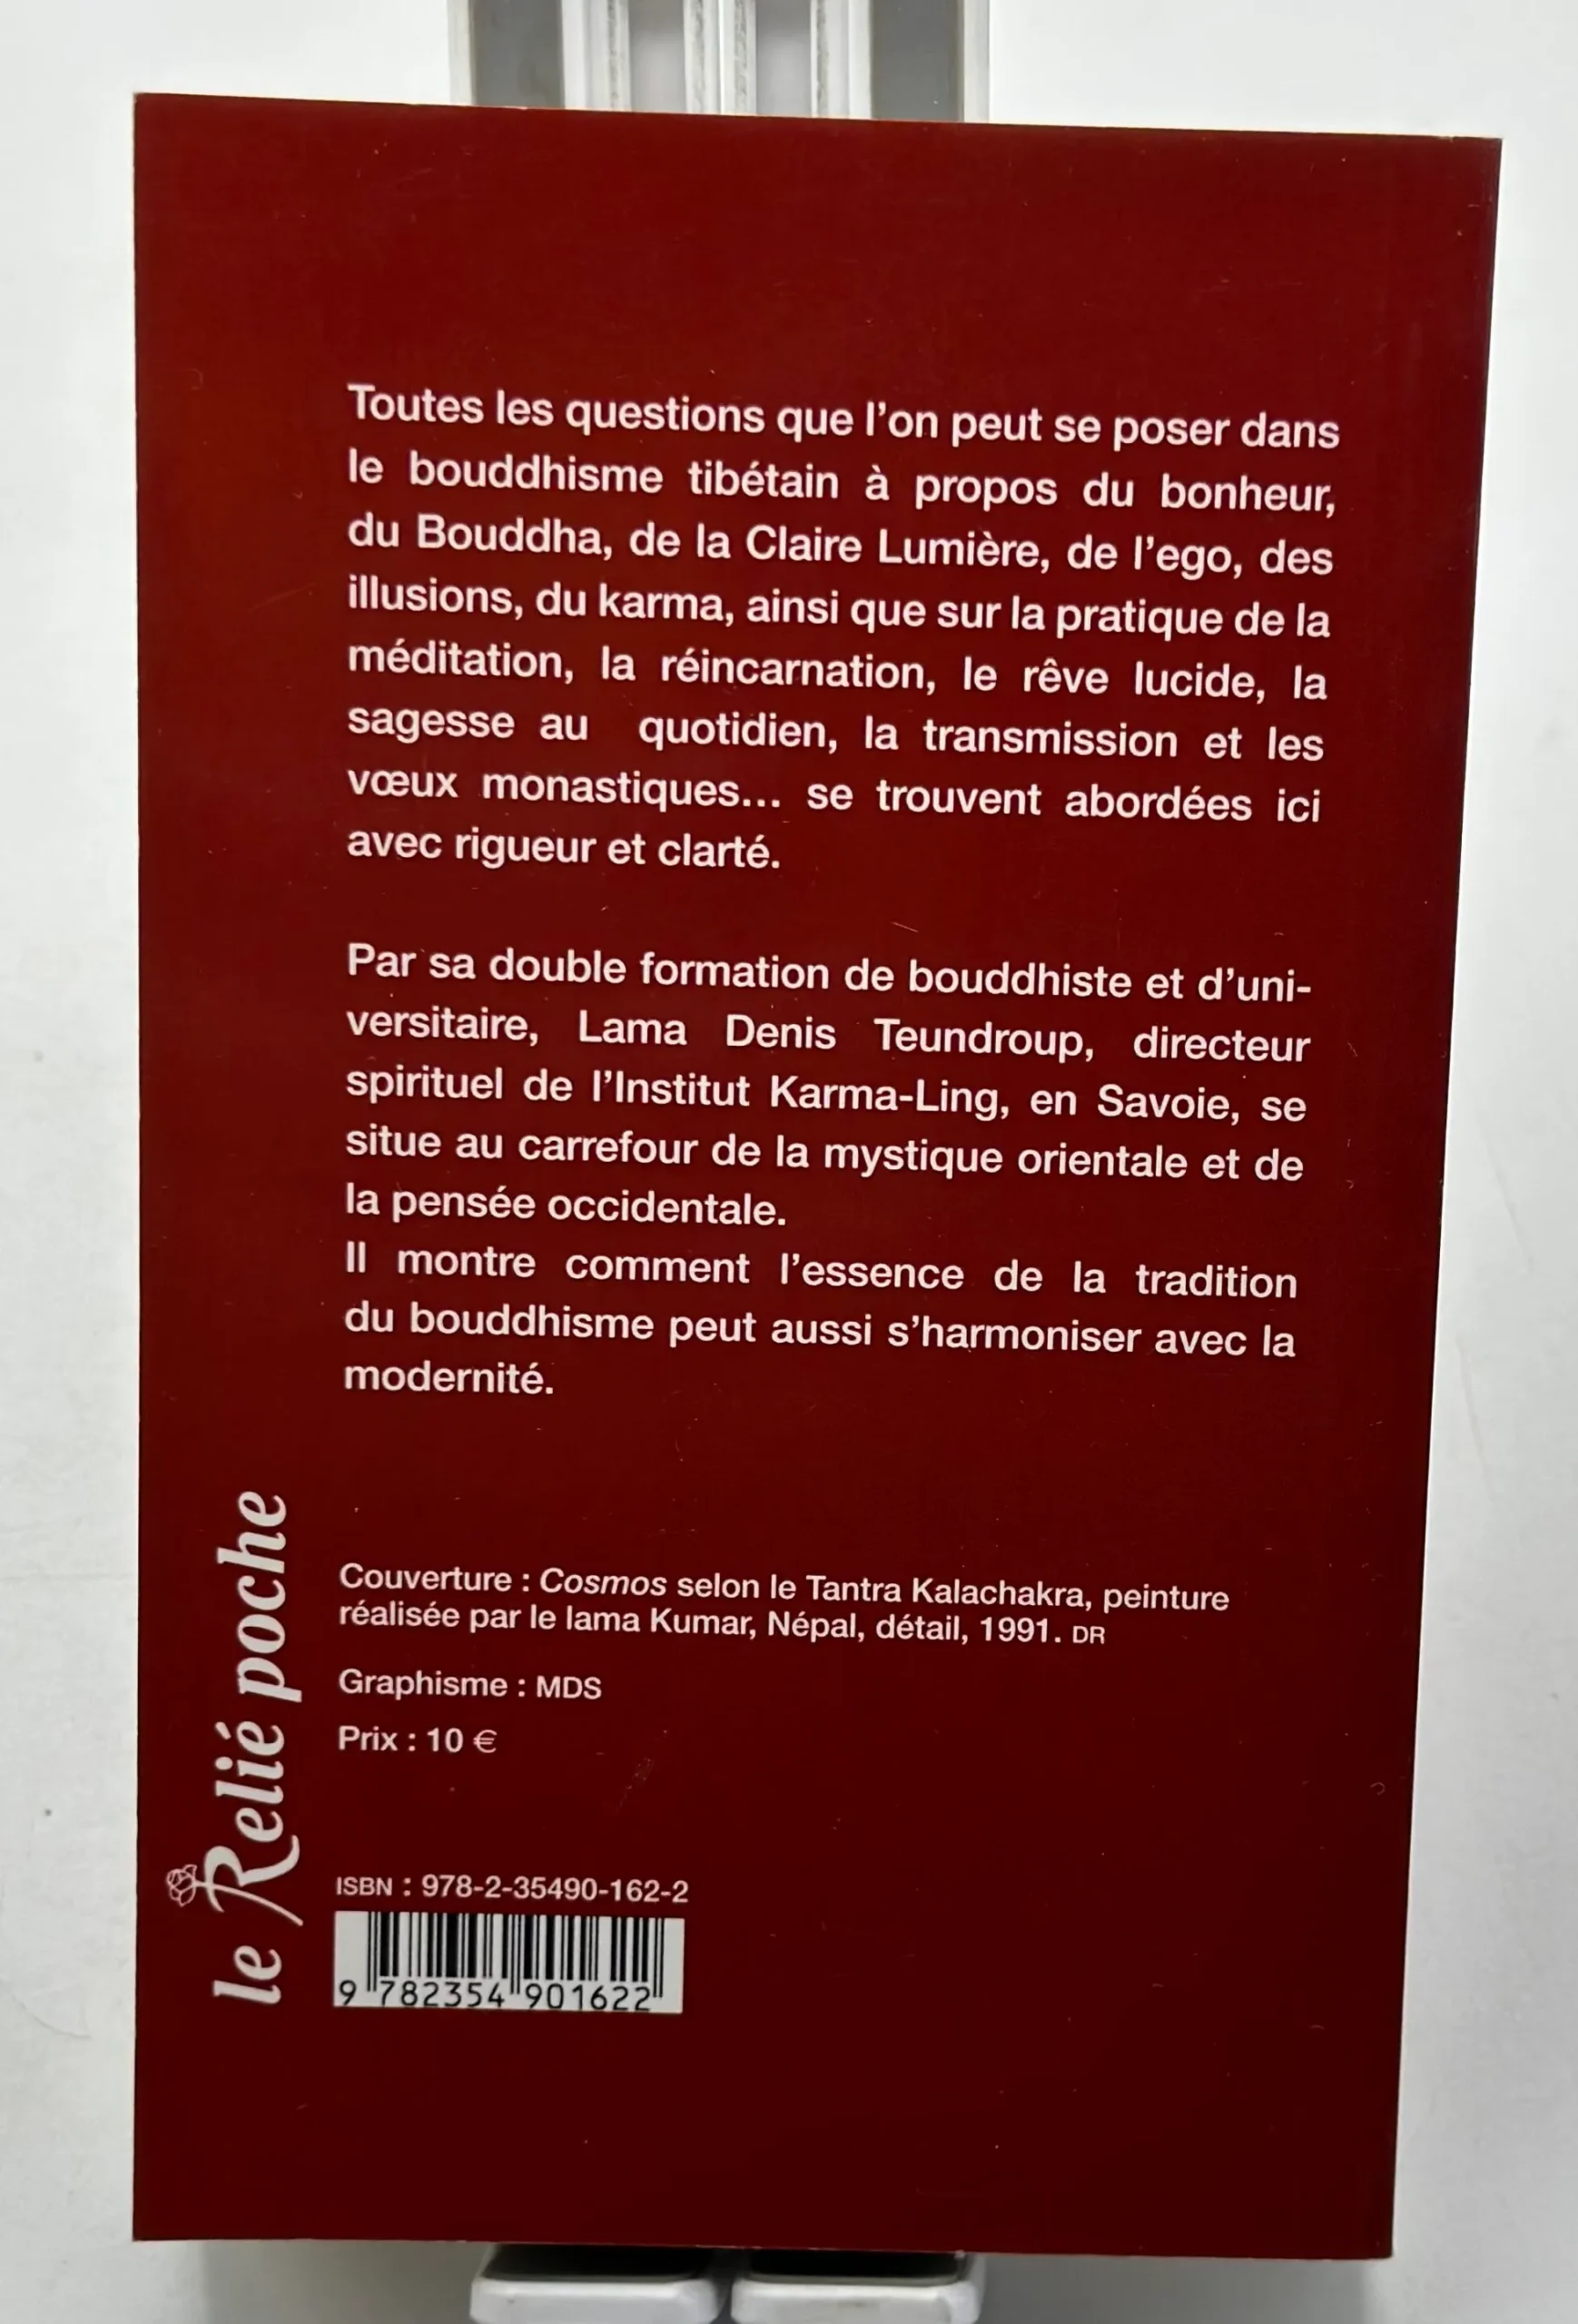 Toutes les questions que l'on peut se poser dans
le bouddhisme tibétain à propos du bonheur,
du Bouddha, de la Claire Lumière, de l'ego, des
illusions, du karma, ainsi que sur la pratique de la
méditation, la réincarnation, le rêve lucide, la
sagesse au quotidien, la transmission et les
vœux monastiques... se trouvent abordées ici
avec rigueur et clarté.
Par sa double formation de bouddhiste et d'uni-
versitaire, Lama Denis Teundroup, directeur
spirituel de l'Institut Karma-Ling, en Savoie, se
situe au carrefour de la mystique orientale et de
la pensée occidentale.
Il montre comment l'essence de la tradition
du bouddhisme peut aussi s'harmoniser avec la
modernité.
Couverture : Cosmos selon le Tantra Kalachakra, peinture
réalisée par le lama Kumar, Népal, détail, 1991. DR
Graphisme : MDS
Prix : 10 €
ISBN : 978-2-35490-162-2
9 782354 901622
le Relié poche